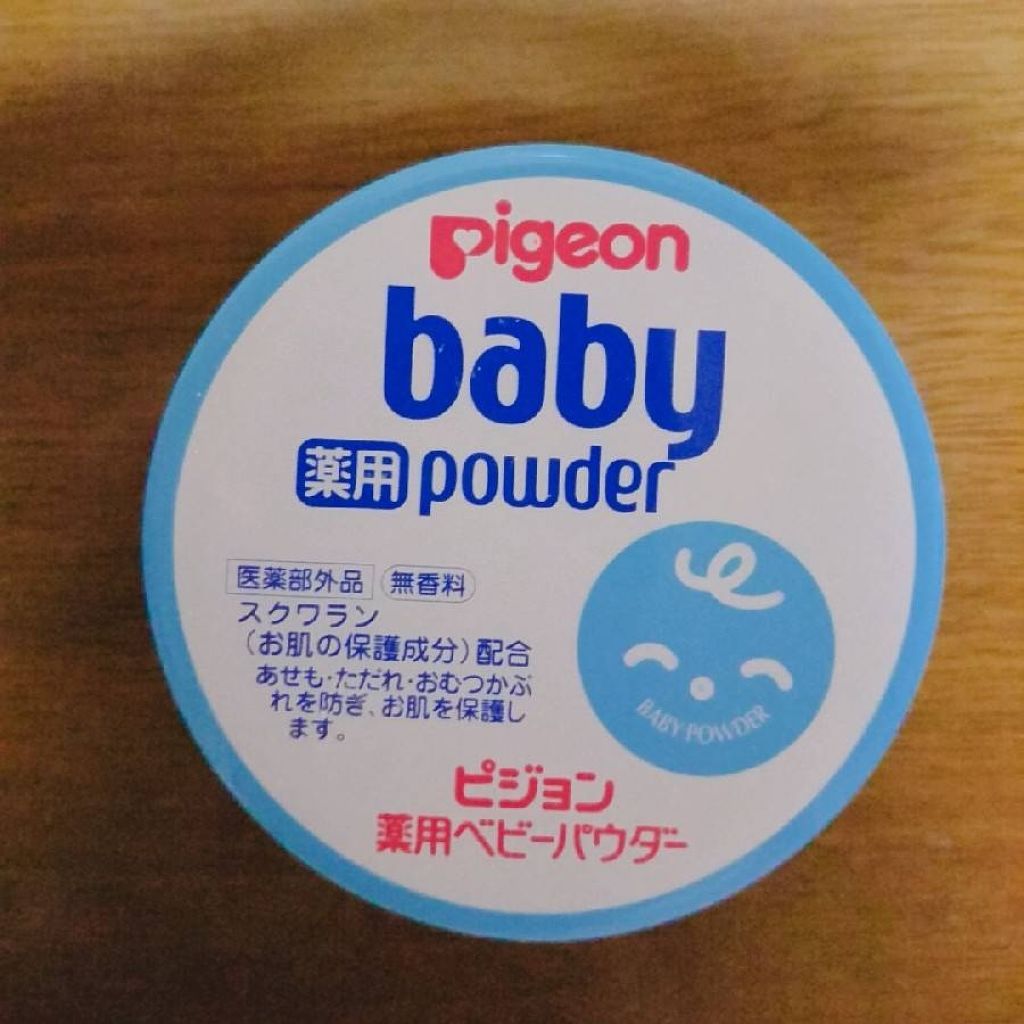 pigeon
baby
薬用 powder
医薬部外品 無香料
スクワラン
(お肌の保護成分)配合
あせも・ただれ・おむつかぶ
れを防ぎ、お肌を保護し
ます。
BABY POWDER
ピジョン
薬用ベビーパウダー